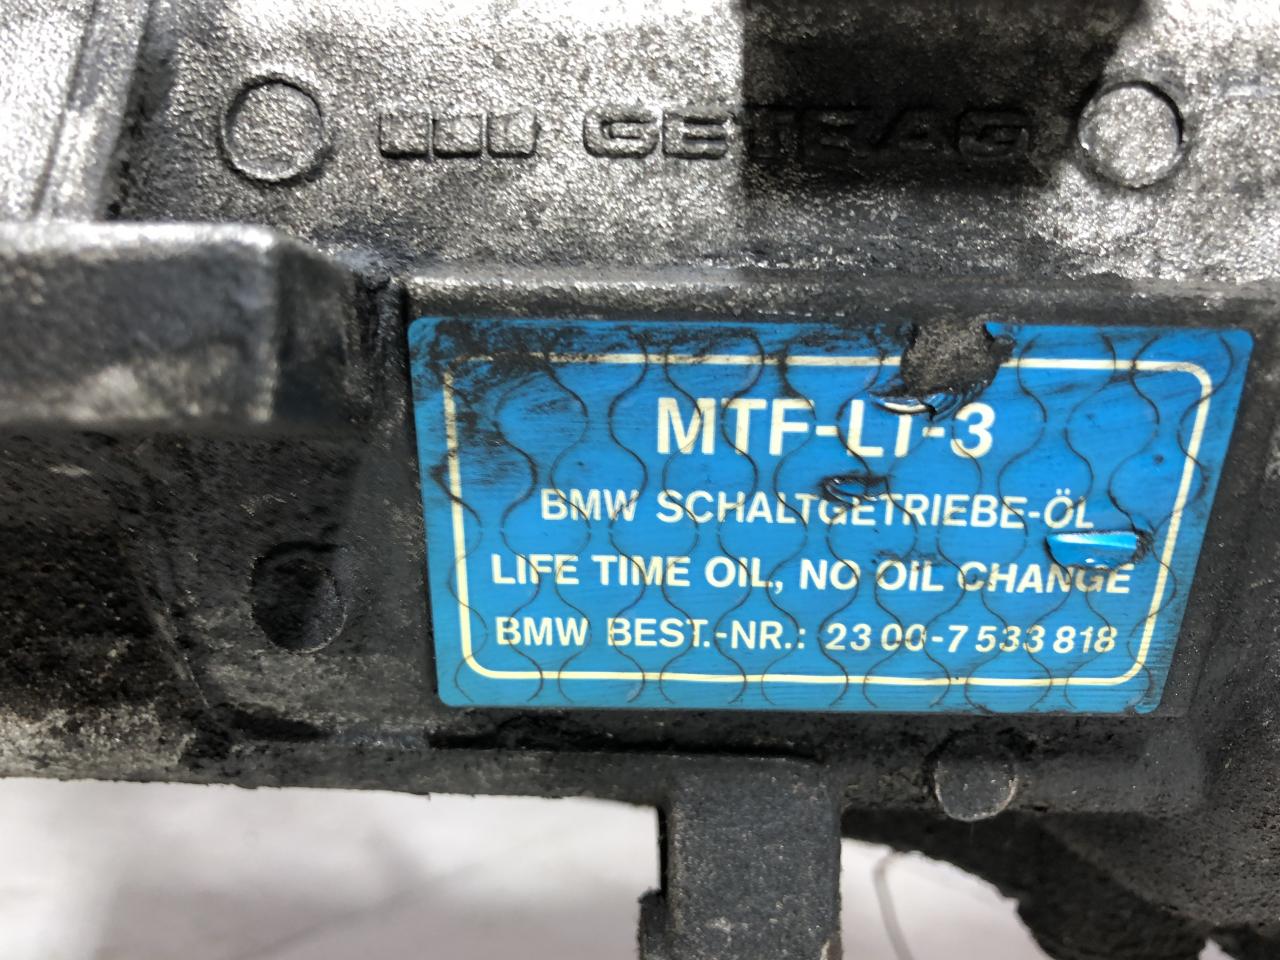 GETRAG
MTF-LT-3
BMW SCHALTGETRIEBE-ÖL
LIFE TIME OIL, NO OIL CHANGE
BMW BEST.-NR.: 23 00-7 533 818